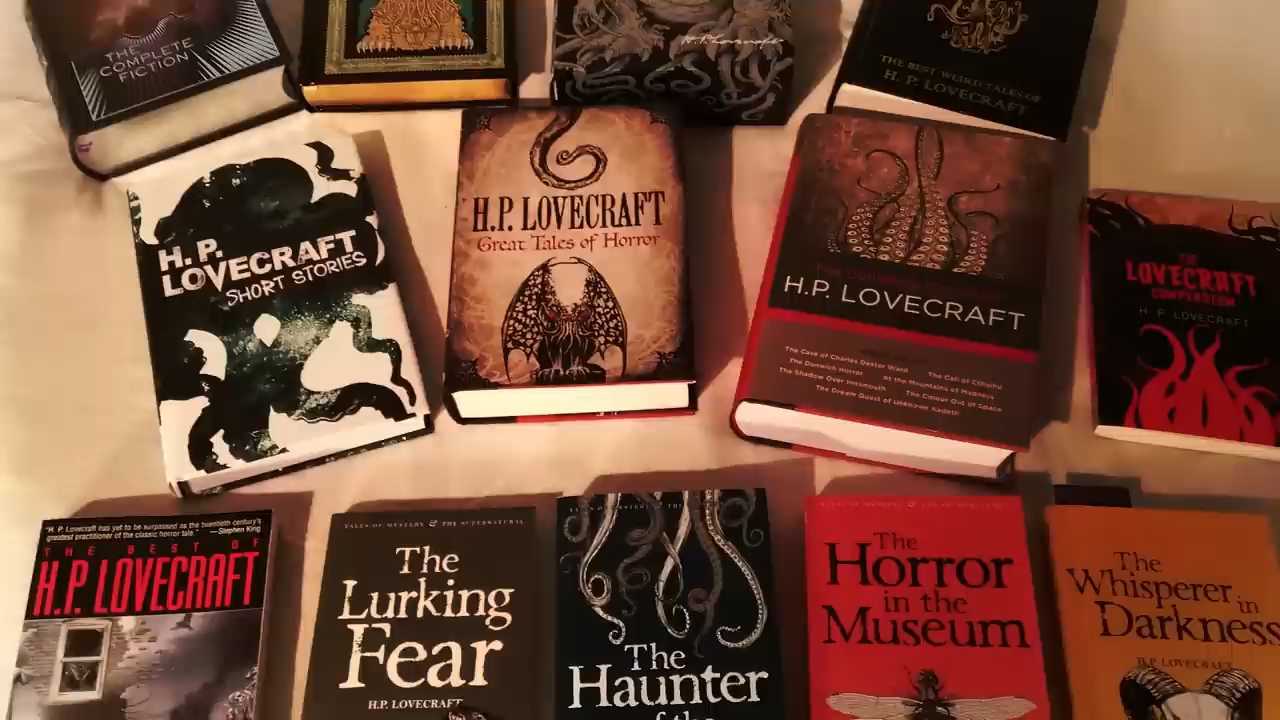 THE
COMPLETE
FICTION
H.P. Lovecraft
THE BEST WEIRD TALES OF
H. P. LOVECRAFT
H. P.
LOVECRAFT
SHORT STORIES
H.P. LOVECRAFT
Great Tales of Horror
H.P. LOVECRAFT
The Case of Charles Dexter Ward The Call of Cthulhu
The Dunwich Horror At the Mountains of Madness
The Shadow Over Innsmouth The Colour Out of Space
The Dream Quest of Unknown Kadath
THE
LOVECRAFT
COMPENDIUM
H. P. LOVECRAFT
"H. P. Lovecraft has yet to be surpassed as the twentieth century's
greatest practitioner of the classic horror tale." —Stephen King
THE BEST OF
H.P. LOVECRAFT
TALES OF MYSTERY & THE SUPERNATURAL
The
Lurking
Fear
H.P. LOVECRAFT
The
Haunter
of the
The
Horror
in the
Museum
The
Whisperer in
Darkness
H.P. LOVECRAFT